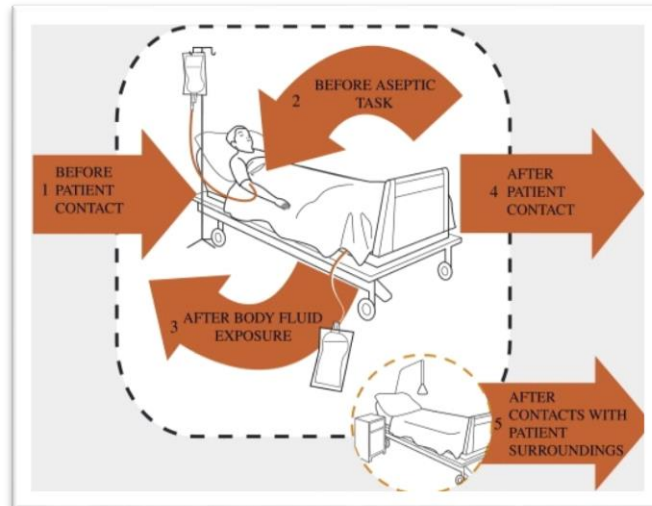 1 BEFORE
PATIENT
CONTACT
2 BEFORE ASEPTIC
TASK
3 AFTER BODY FLUID
EXPOSURE
AFTER
4 PATIENT
CONTACT
AFTER
CONTACTS WITH
5 PATIENT
SURROUNDINGS